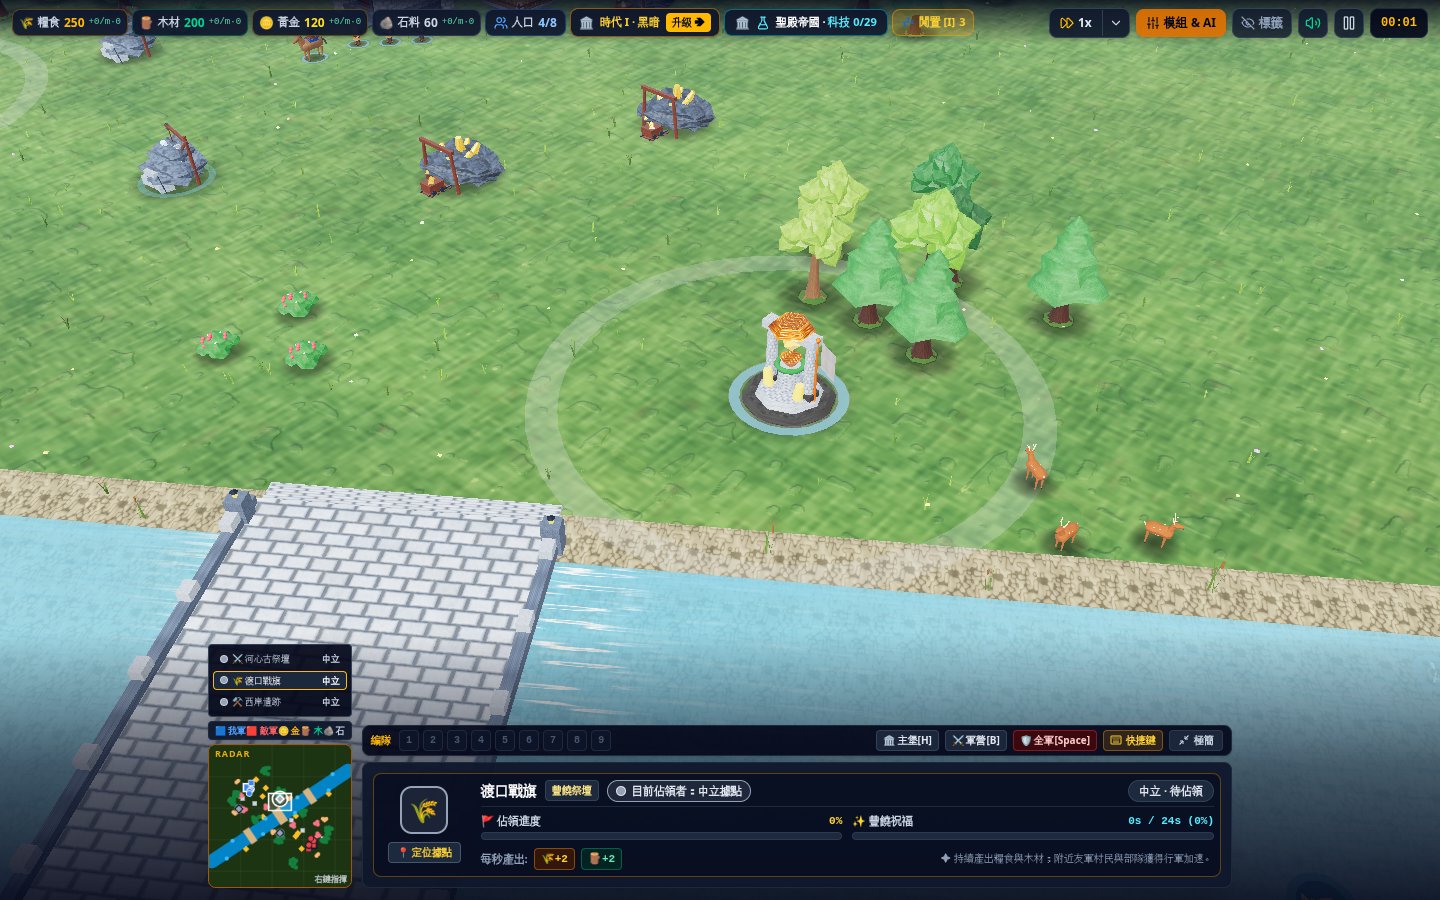 糧食 250 +0/m·0
木材 200 +0/m·0
黃金 120 +0/m·0
石料 60 +0/m·0
人口 4/8
時代 I·黑暗 升級
聖殿帝國·科技 0/29
閒置 [I] 3
1x
模組 & AI
標籤
00:01
河心古祭壇 中立
渡口戰旗 中立
西岸遺跡 中立
我軍 敵軍 金 木 石
RADAR
右鍵指揮
編隊 1 2 3 4 5 6 7 8 9
主堡[H]
軍營[B]
全軍[Space]
快捷鍵
極簡
定位據點
渡口戰旗 豐饒祭壇 目前佔領者：中立據點
中立·待佔領
佔領進度 0%
豐饒祝福 0s / 24s (0%)
每秒產出: +2 +2
持續產出糧食與木材；附近友軍村民與部隊獲得行軍加速。